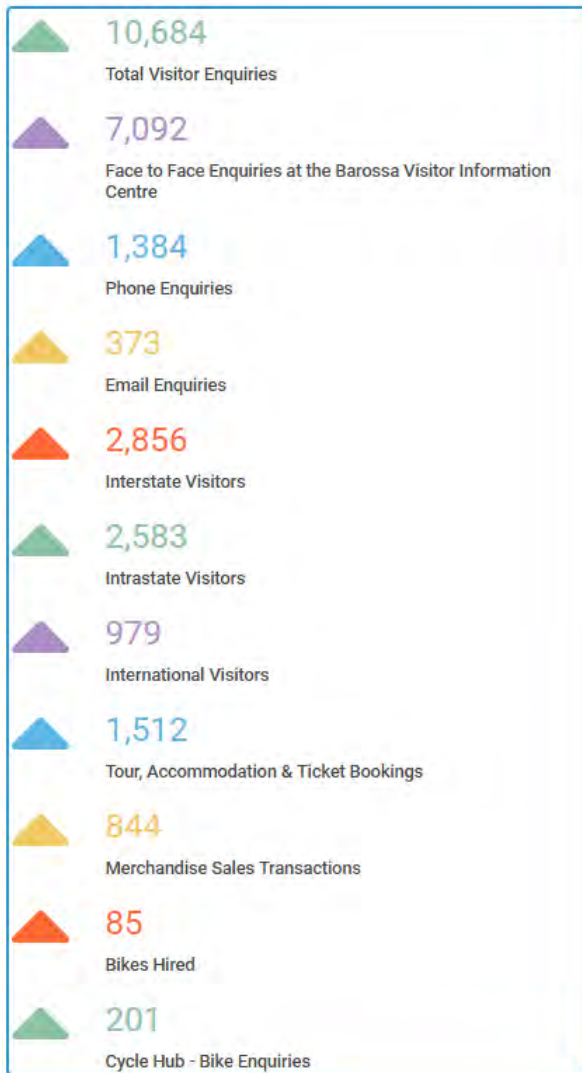 10,684
Total Visitor Enquiries
7,092
Face to Face Enquiries at the Barossa Visitor Information
Centre
1,384
Phone Enquiries
373
Email Enquiries
2,856
Interstate Visitors
2,583
Intrastate Visitors
979
International Visitors
1,512
Tour, Accommodation & Ticket Bookings
844
Merchandise Sales Transactions
85
Bikes Hired
201
Cycle Hub - Bike Enquiries